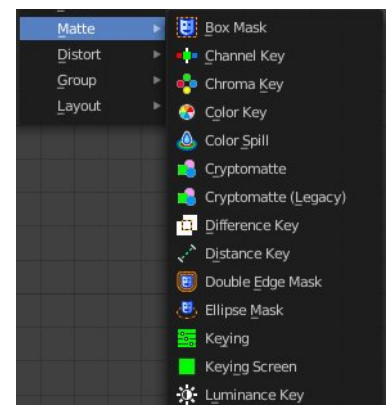 Matte
Distort
Group
Layout
Box Mask
Channel Key
Chroma Key
Color Key
Color Spill
Cryptomatte
Cryptomatte (Legacy)
Difference Key
Distance Key
Double Edge Mask
Ellipse Mask
Keying
Keying Screen
Luminance Key